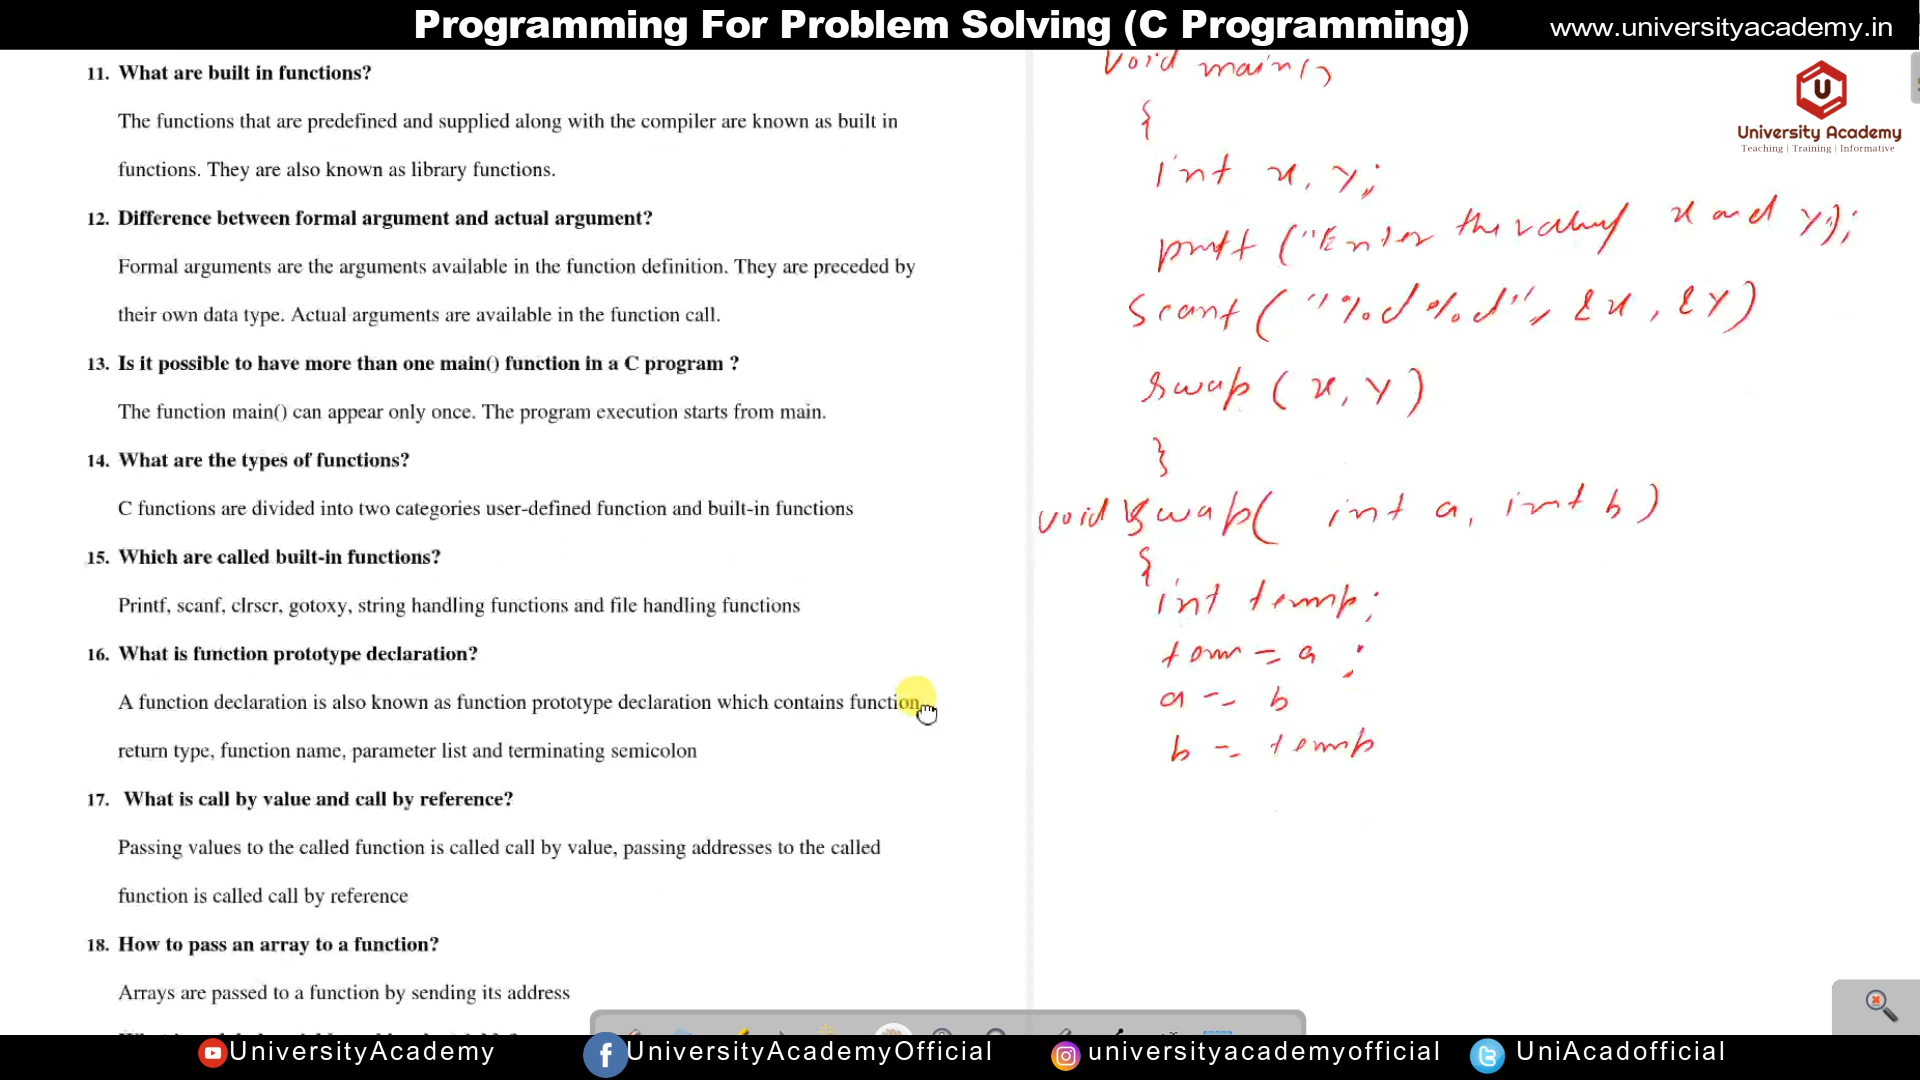 Programming For Problem Solving (C Programming)
www.universityacademy.in
11. What are built in functions?
The functions that are predefined and supplied along with the compiler are known as built in
functions. They are also known as library functions.
12. Difference between formal argument and actual argument?
Formal arguments are the arguments available in the function definition. They are preceded by
their own data type. Actual arguments are available in the function call.
13. Is it possible to have more than one main() function in a C program ?
The function main() can appear only once. The program execution starts from main.
14. What are the types of functions?
C functions are divided into two categories user-defined function and built-in functions
15. Which are called built-in functions?
Printf, scanf, clrscr, gotoxy, string handling functions and file handling functions
16. What is function prototype declaration?
A function declaration is also known as function prototype declaration which contains function
return type, function name, parameter list and terminating semicolon
17. What is call by value and call by reference?
Passing values to the called function is called call by value, passing addresses to the called
function is called call by reference
18. How to pass an array to a function?
Arrays are passed to a function by sending its address
void main()
{
int x, y;
printf ("Enter the value of x and y);
scanf ( "%d%d", &x, &y)
swap ( x, y )
}
void swap( int a, int b )
{
int temp;
tem = a ;
a = b
b = temp
U
University Academy
Teaching | Training | Informative
UniversityAcademy
UniversityAcademyOfficial
universityacademyofficial
UniAcadofficial